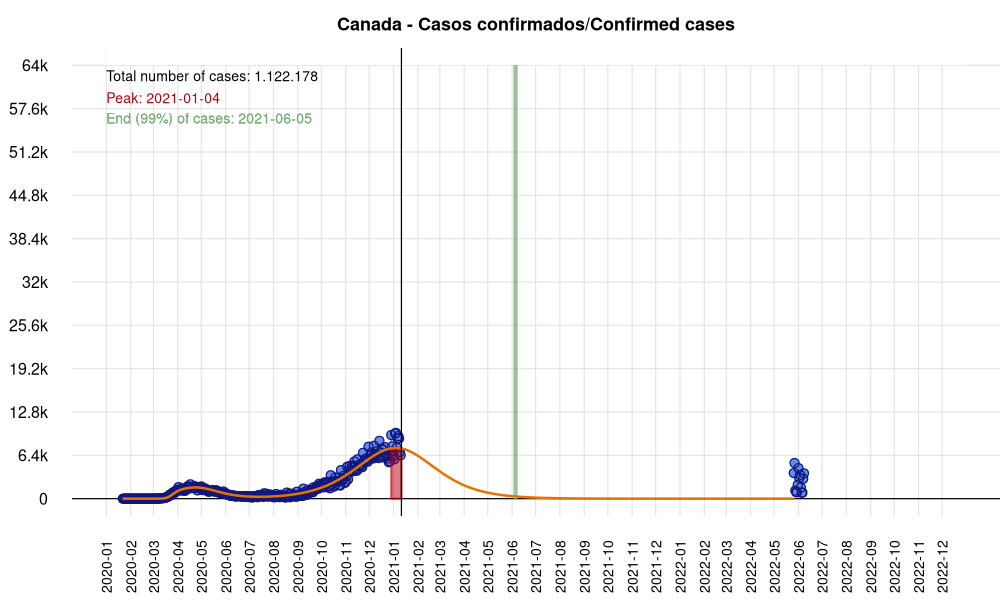 Canada - Casos confirmados/Confirmed cases
64k
Total number of cases: 1.122.178
Peak: 2021-01-04
57.6k
End (99%) of cases: 2021-06-05
51.2k
44.8k
38.4k
32k
25.6k
19.2k
12.8k
6.4k
0
2020-01
2020-02
2020-03
2020-04
2020-05
2020-06
2020-07
2020-08
2020-09
2020-10
2020-11
2020-12
2021-01
2021-02
2021-03
2021-04
2021-05
2021-06
2021-07
2021-08
2021-09
2021-10
2021-11
2021-12
2022-01
2022-02
2022-03
2022-04
2022-05
2022-06
2022-07
2022-08
2022-09
2022-10
2022-11
2022-12